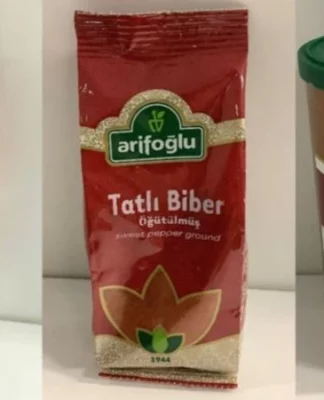 arifoğlu
Tatlı Biber
Öğütülmüş
sweet pepper ground
1944